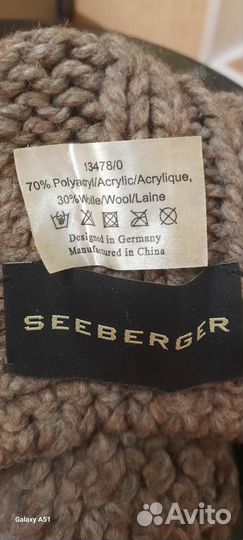 13478/0
70% Polyacyl/Acrylic/Acrylique,
30%Wolle/Wool/Laine
Designed in Germany
Manufactured in China
SEEBERGER
Galaxy A51
Avito